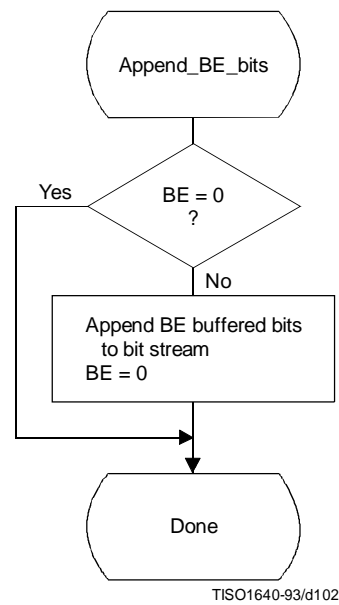 Append_BE_bits
Yes
BE = 0
?
No
Append BE buffered bits
to bit stream
BE = 0
Done
TISO1640-93/d102